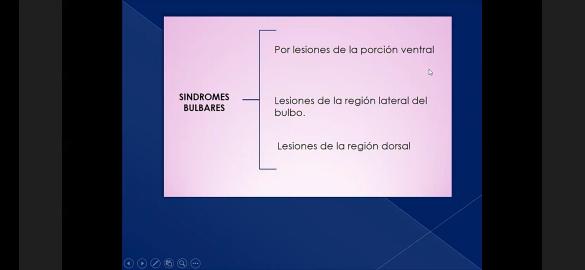 Por lesiones de la porción ventral
SINDROMES
BULBARES
Lesiones de la región lateral del
bulbo.
Lesiones de la región dorsal